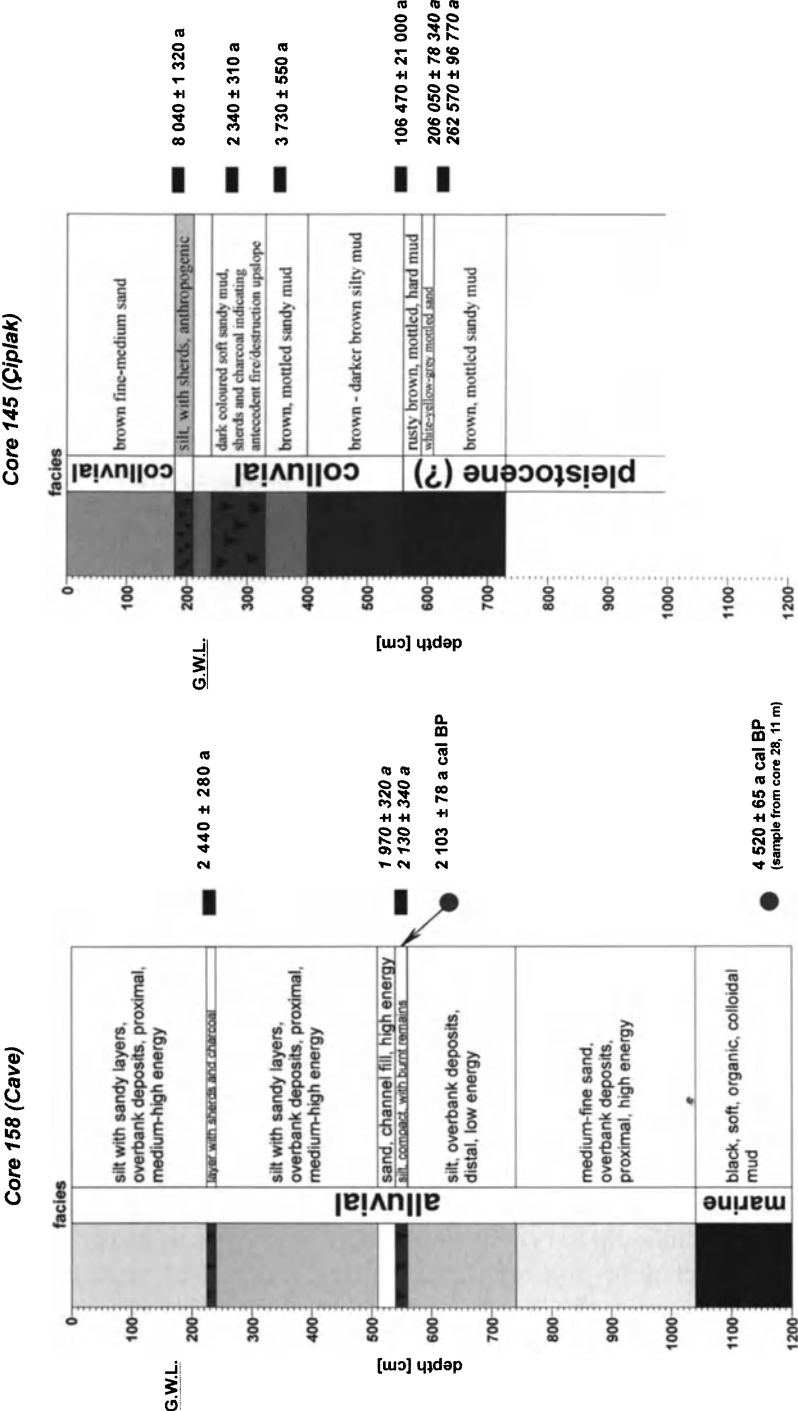 Core 158 (Cave)
facies
G.W.L.
depth [cm]
0
100
200
300
400
500
600
700
800
900
1000
1100
1200
alluvial
marine
silt with sandy layers,
overbank deposits, proximal,
medium-high energy
layer with sherds and charcoal
silt with sandy layers,
overbank deposits, proximal,
medium-high energy
sand, channel fill, high energy
silt, compact, with burnt remains
silt, overbank deposits,
distal, low energy
medium-fine sand,
overbank deposits,
proximal, high energy
black, soft, organic, colloidal
mud
2 440 ± 280 a
1 970 ± 320 a
2 130 ± 340 a
2 103 ± 78 a cal BP
4 520 ± 65 a cal BP
(sample from core 28, 11 m)
Core 145 (Çiplak)
facies
G.W.L.
depth [cm]
0
100
200
300
400
500
600
700
800
900
1000
1100
1200
colluvial
colluvial
pleistocene (?)
brown fine-medium sand
silt, with sherds, anthropogenic
dark coloured soft sandy mud,
sherds and charcoal indicating
antecedent fire/destruction upslope
brown, mottled sandy mud
brown - darker brown silty mud
rusty brown, mottled, hard mud
white-yellow-grey mottled sand
brown, mottled sandy mud
8 040 ± 1 320 a
2 340 ± 310 a
3 730 ± 550 a
106 470 ± 21 000 a
206 050 ± 78 340 a
262 570 ± 96 770 a